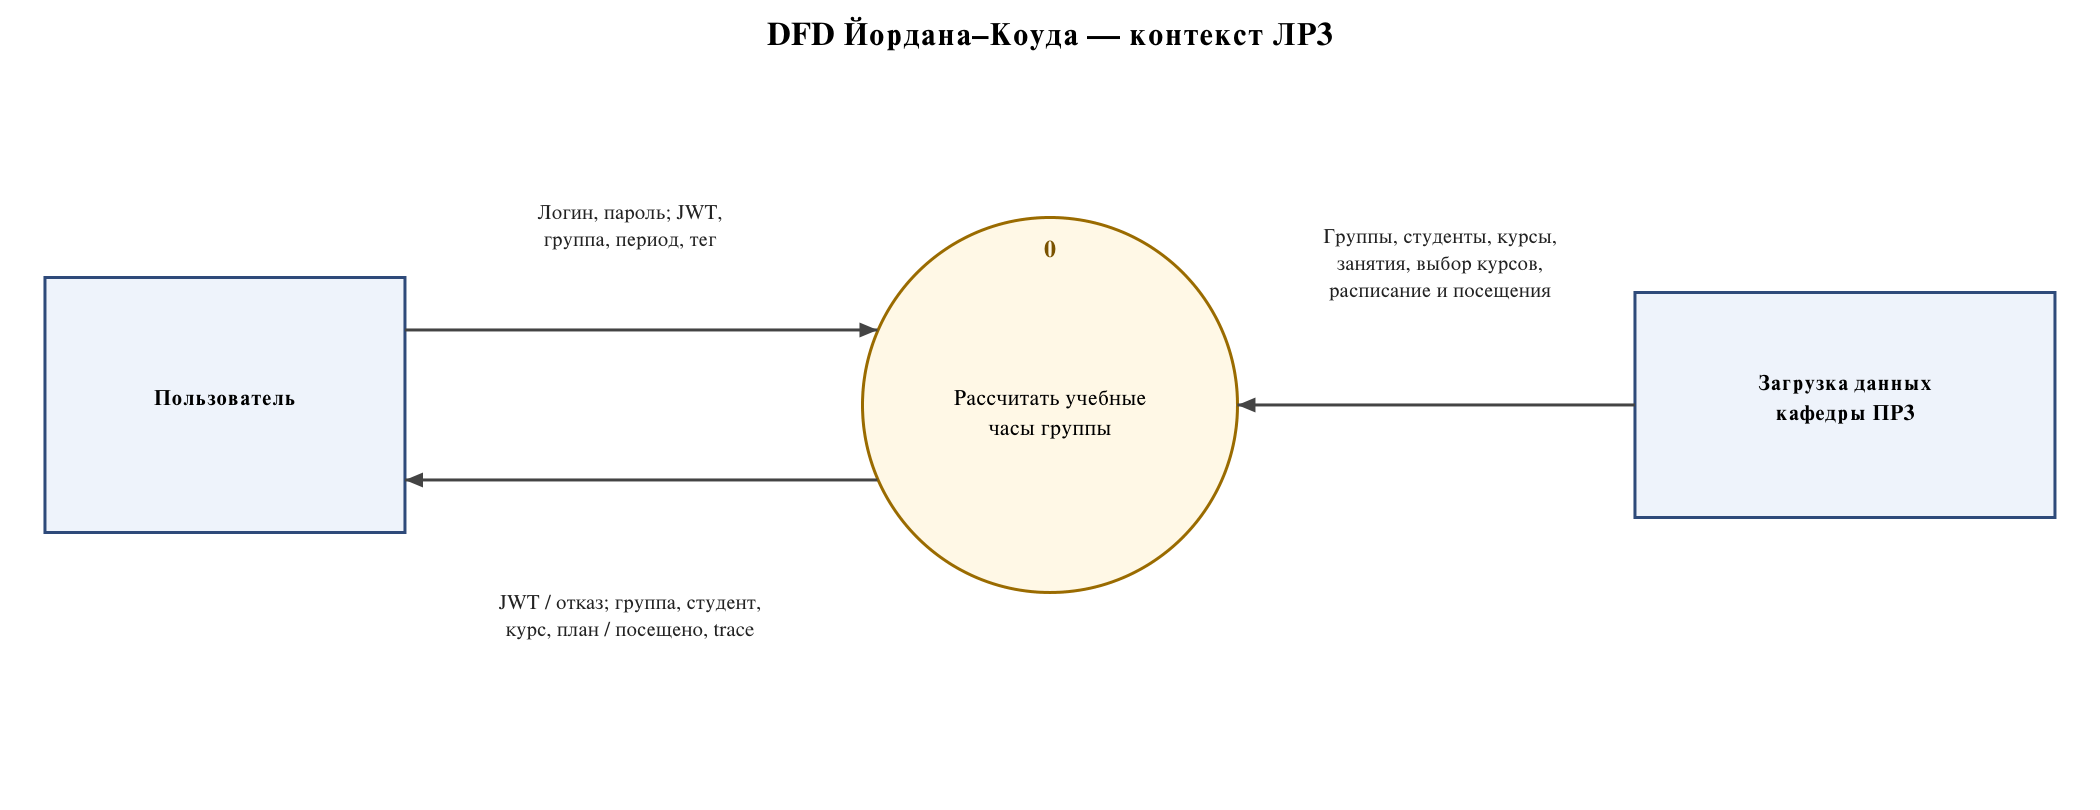 DFD Йордана–Коуда — контекст ЛР3
Логин, пароль; JWT,
группа, период, тег
0
Группы, студенты, курсы,
занятия, выбор курсов,
расписание и посещения
Пользователь
Рассчитать учебные
часы группы
Загрузка данных
кафедры ПР3
JWT / отказ; группа, студент,
курс, план / посещено, trace